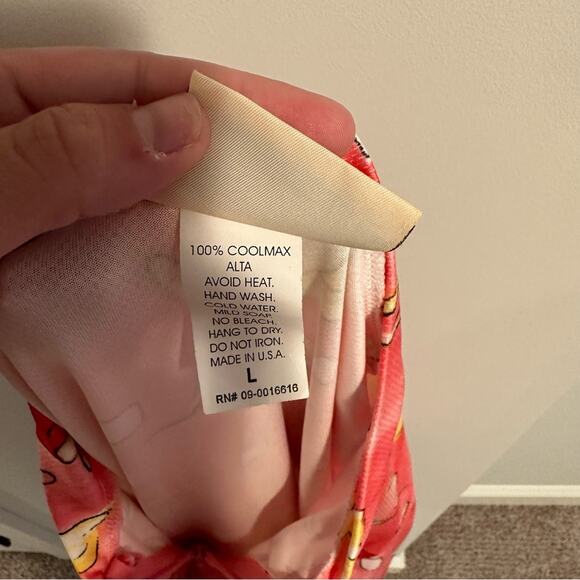 100% COOLMAX
ALTA
AVOID HEAT.
HAND WASH.
COLD WATER.
MILD SOAP.
NO BLEACH.
HANG TO DRY.
DO NOT IRON.
MADE IN U.S.A.
L
RN# 09-0016616